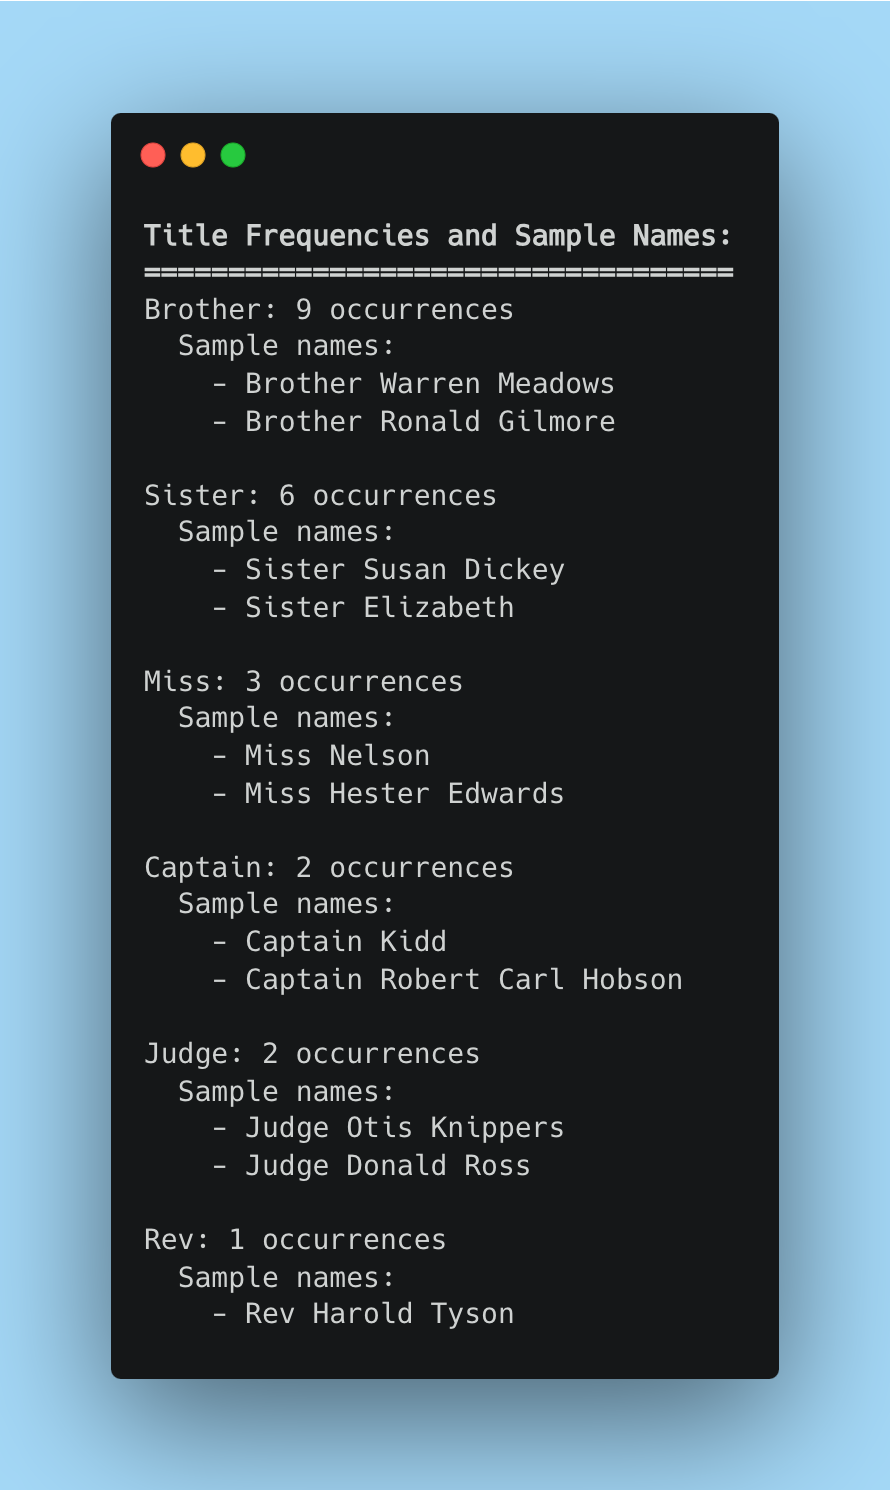 Title Frequencies and Sample Names:
===================================
Brother: 9 occurrences
  Sample names:
    - Brother Warren Meadows
    - Brother Ronald Gilmore

Sister: 6 occurrences
  Sample names:
    - Sister Susan Dickey
    - Sister Elizabeth

Miss: 3 occurrences
  Sample names:
    - Miss Nelson
    - Miss Hester Edwards

Captain: 2 occurrences
  Sample names:
    - Captain Kidd
    - Captain Robert Carl Hobson

Judge: 2 occurrences
  Sample names:
    - Judge Otis Knippers
    - Judge Donald Ross

Rev: 1 occurrences
  Sample names:
    - Rev Harold Tyson